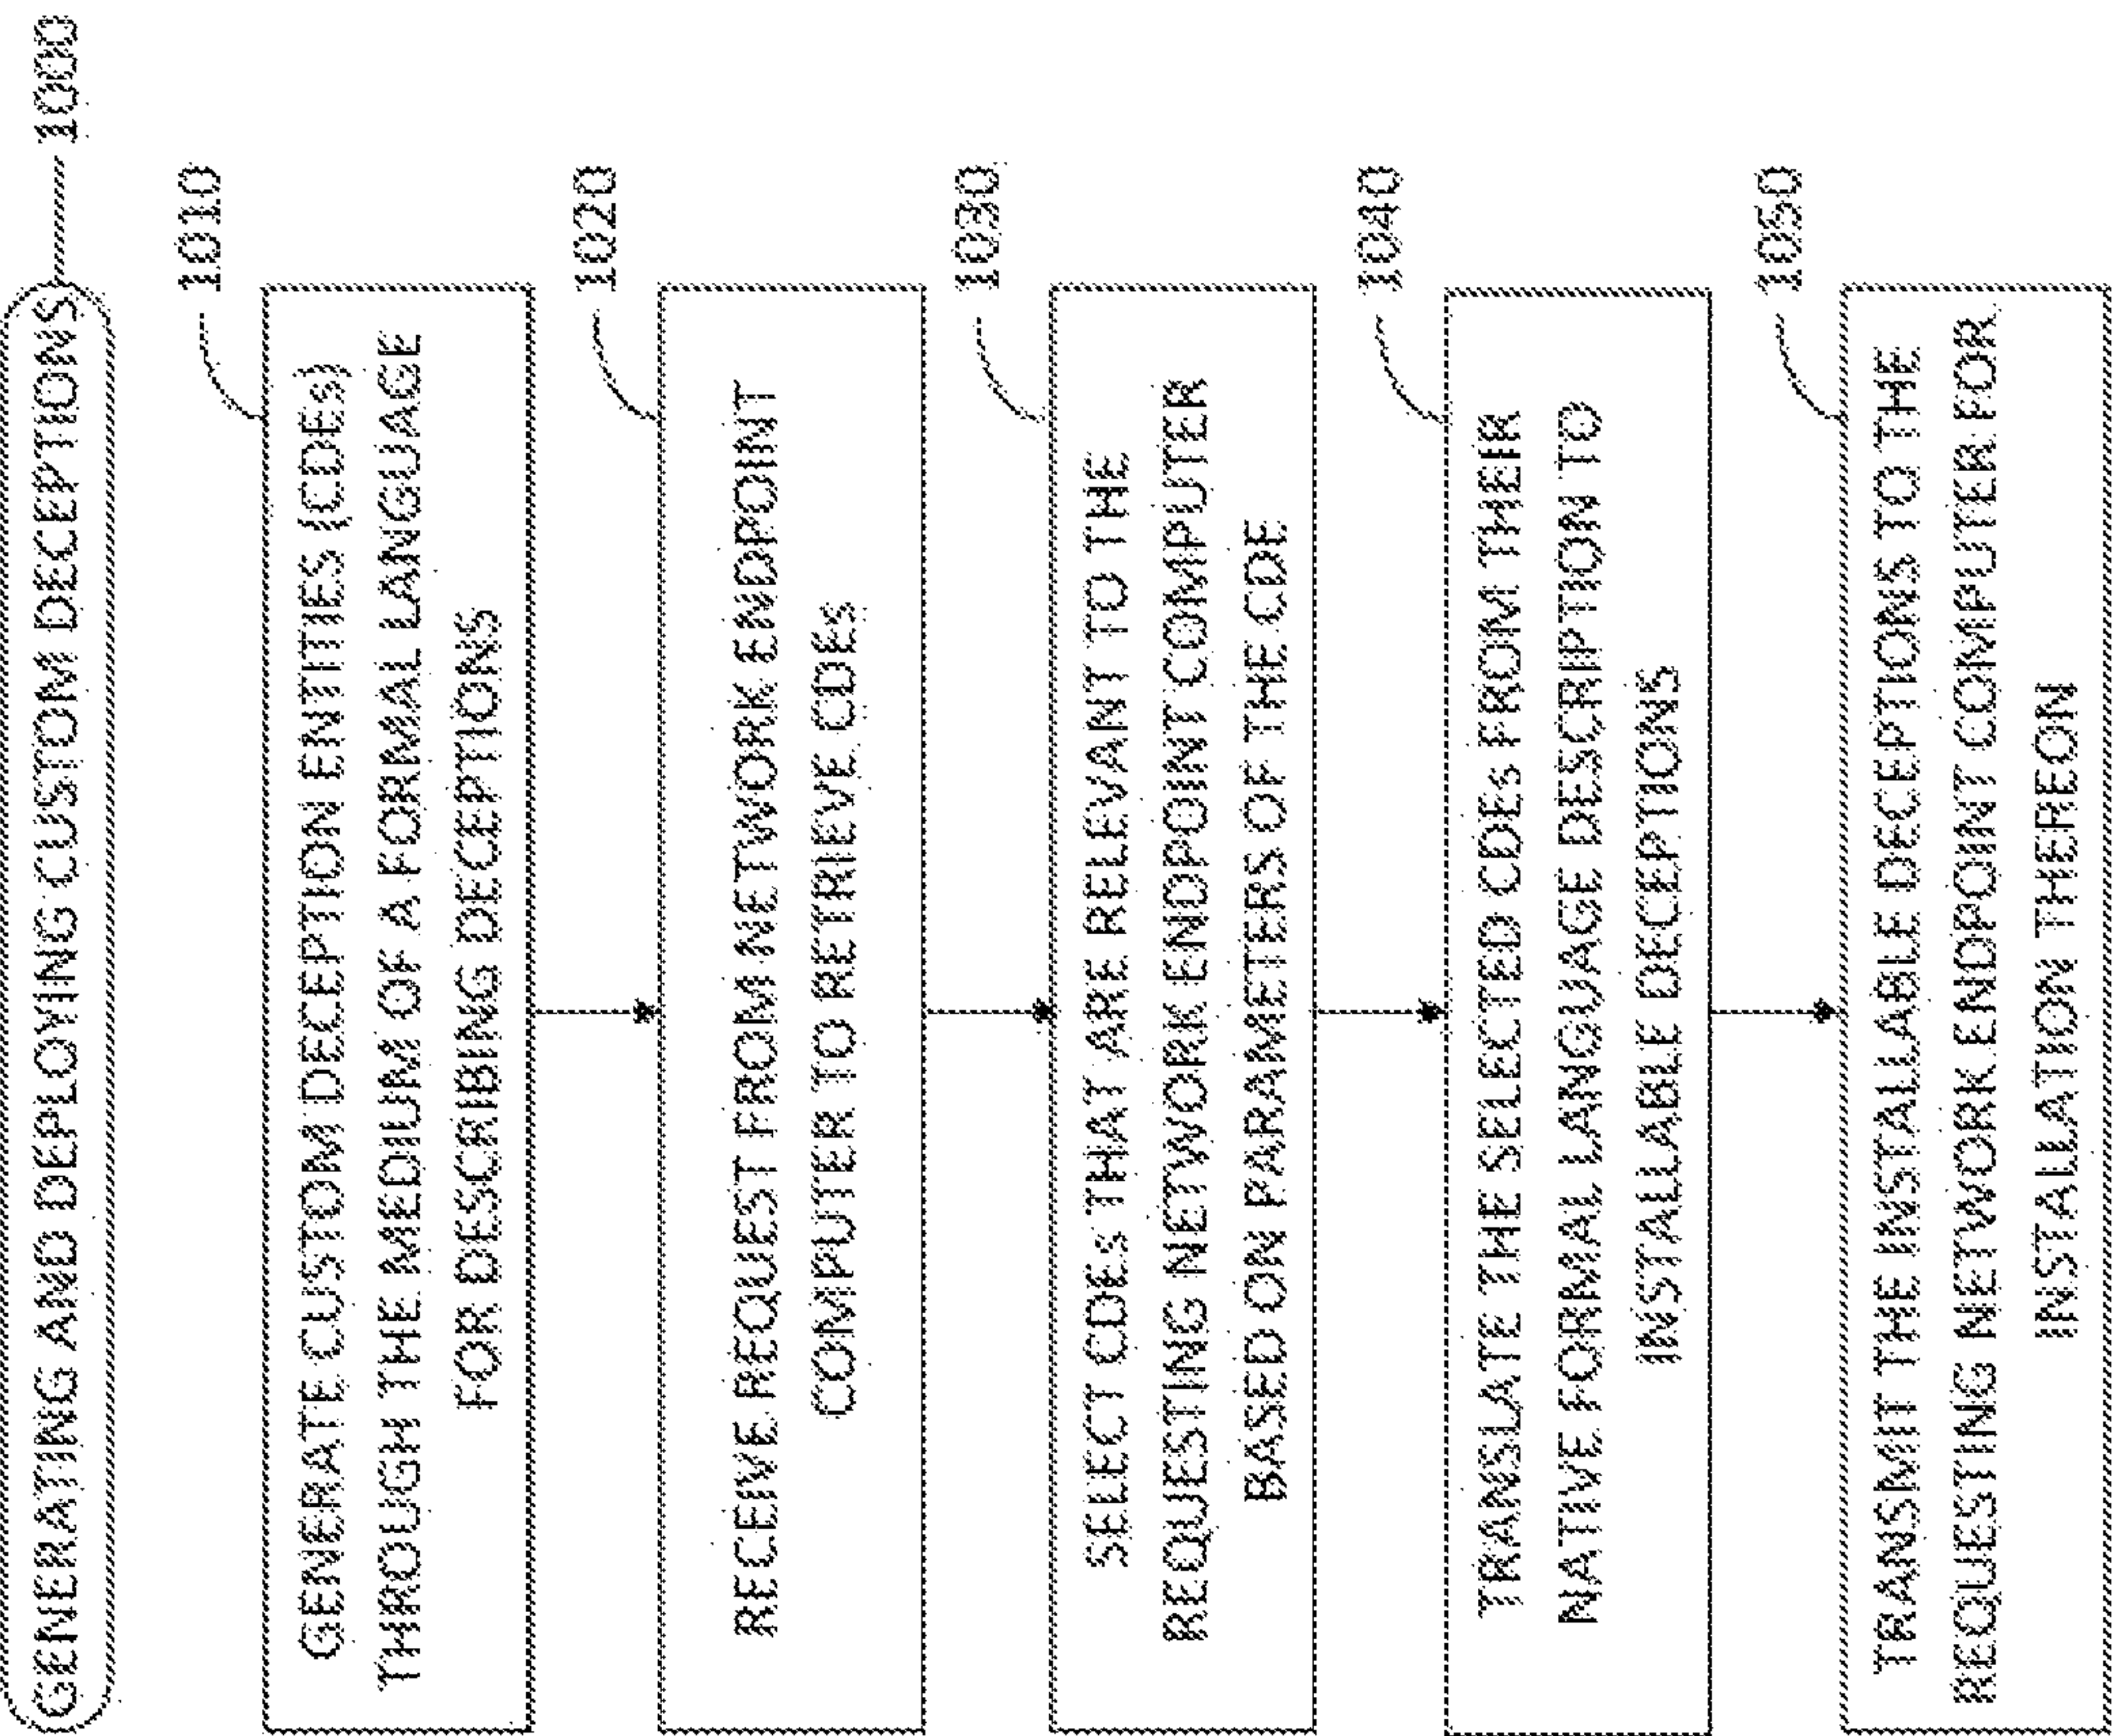 GENERATING AND DEPLOYING CUSTOM DECEPTIONS
1000
1010
GENERATE CUSTOM DECEPTION ENTITIES (CDEs)
THROUGH THE MEDIUM OF A FORMAL LANGUAGE
FOR DESCRIBING DECEPTIONS
1020
RECEIVE REQUEST FROM NETWORK ENDPOINT
COMPUTER TO RETRIEVE CDEs
1030
SELECT CDEs THAT ARE RELEVANT TO THE
REQUESTING NETWORK ENDPOINT COMPUTER
BASED ON PARAMETERS OF THE CDE
1040
TRANSLATE THE SELECTED CDEs FROM THEIR
NATIVE FORMAL LANGUAGE DESCRIPTION TO
INSTALLABLE DECEPTIONS
1050
TRANSMIT THE INSTALLABLE DECEPTIONS TO THE
REQUESTING NETWORK ENDPOINT COMPUTER FOR
INSTALLATION THEREON